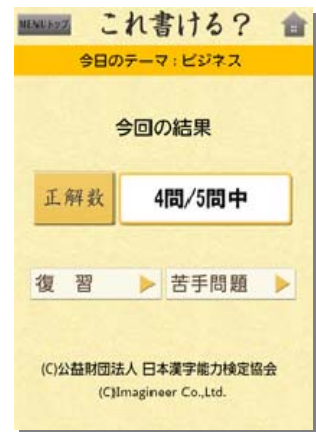 MENUトップ
これ書ける？
今日のテーマ：ビジネス
今回の結果
正解数
4問/5問中
復習
苦手問題
(C)公益財団法人 日本漢字能力検定協会
(C)Imagineer Co.,Ltd.